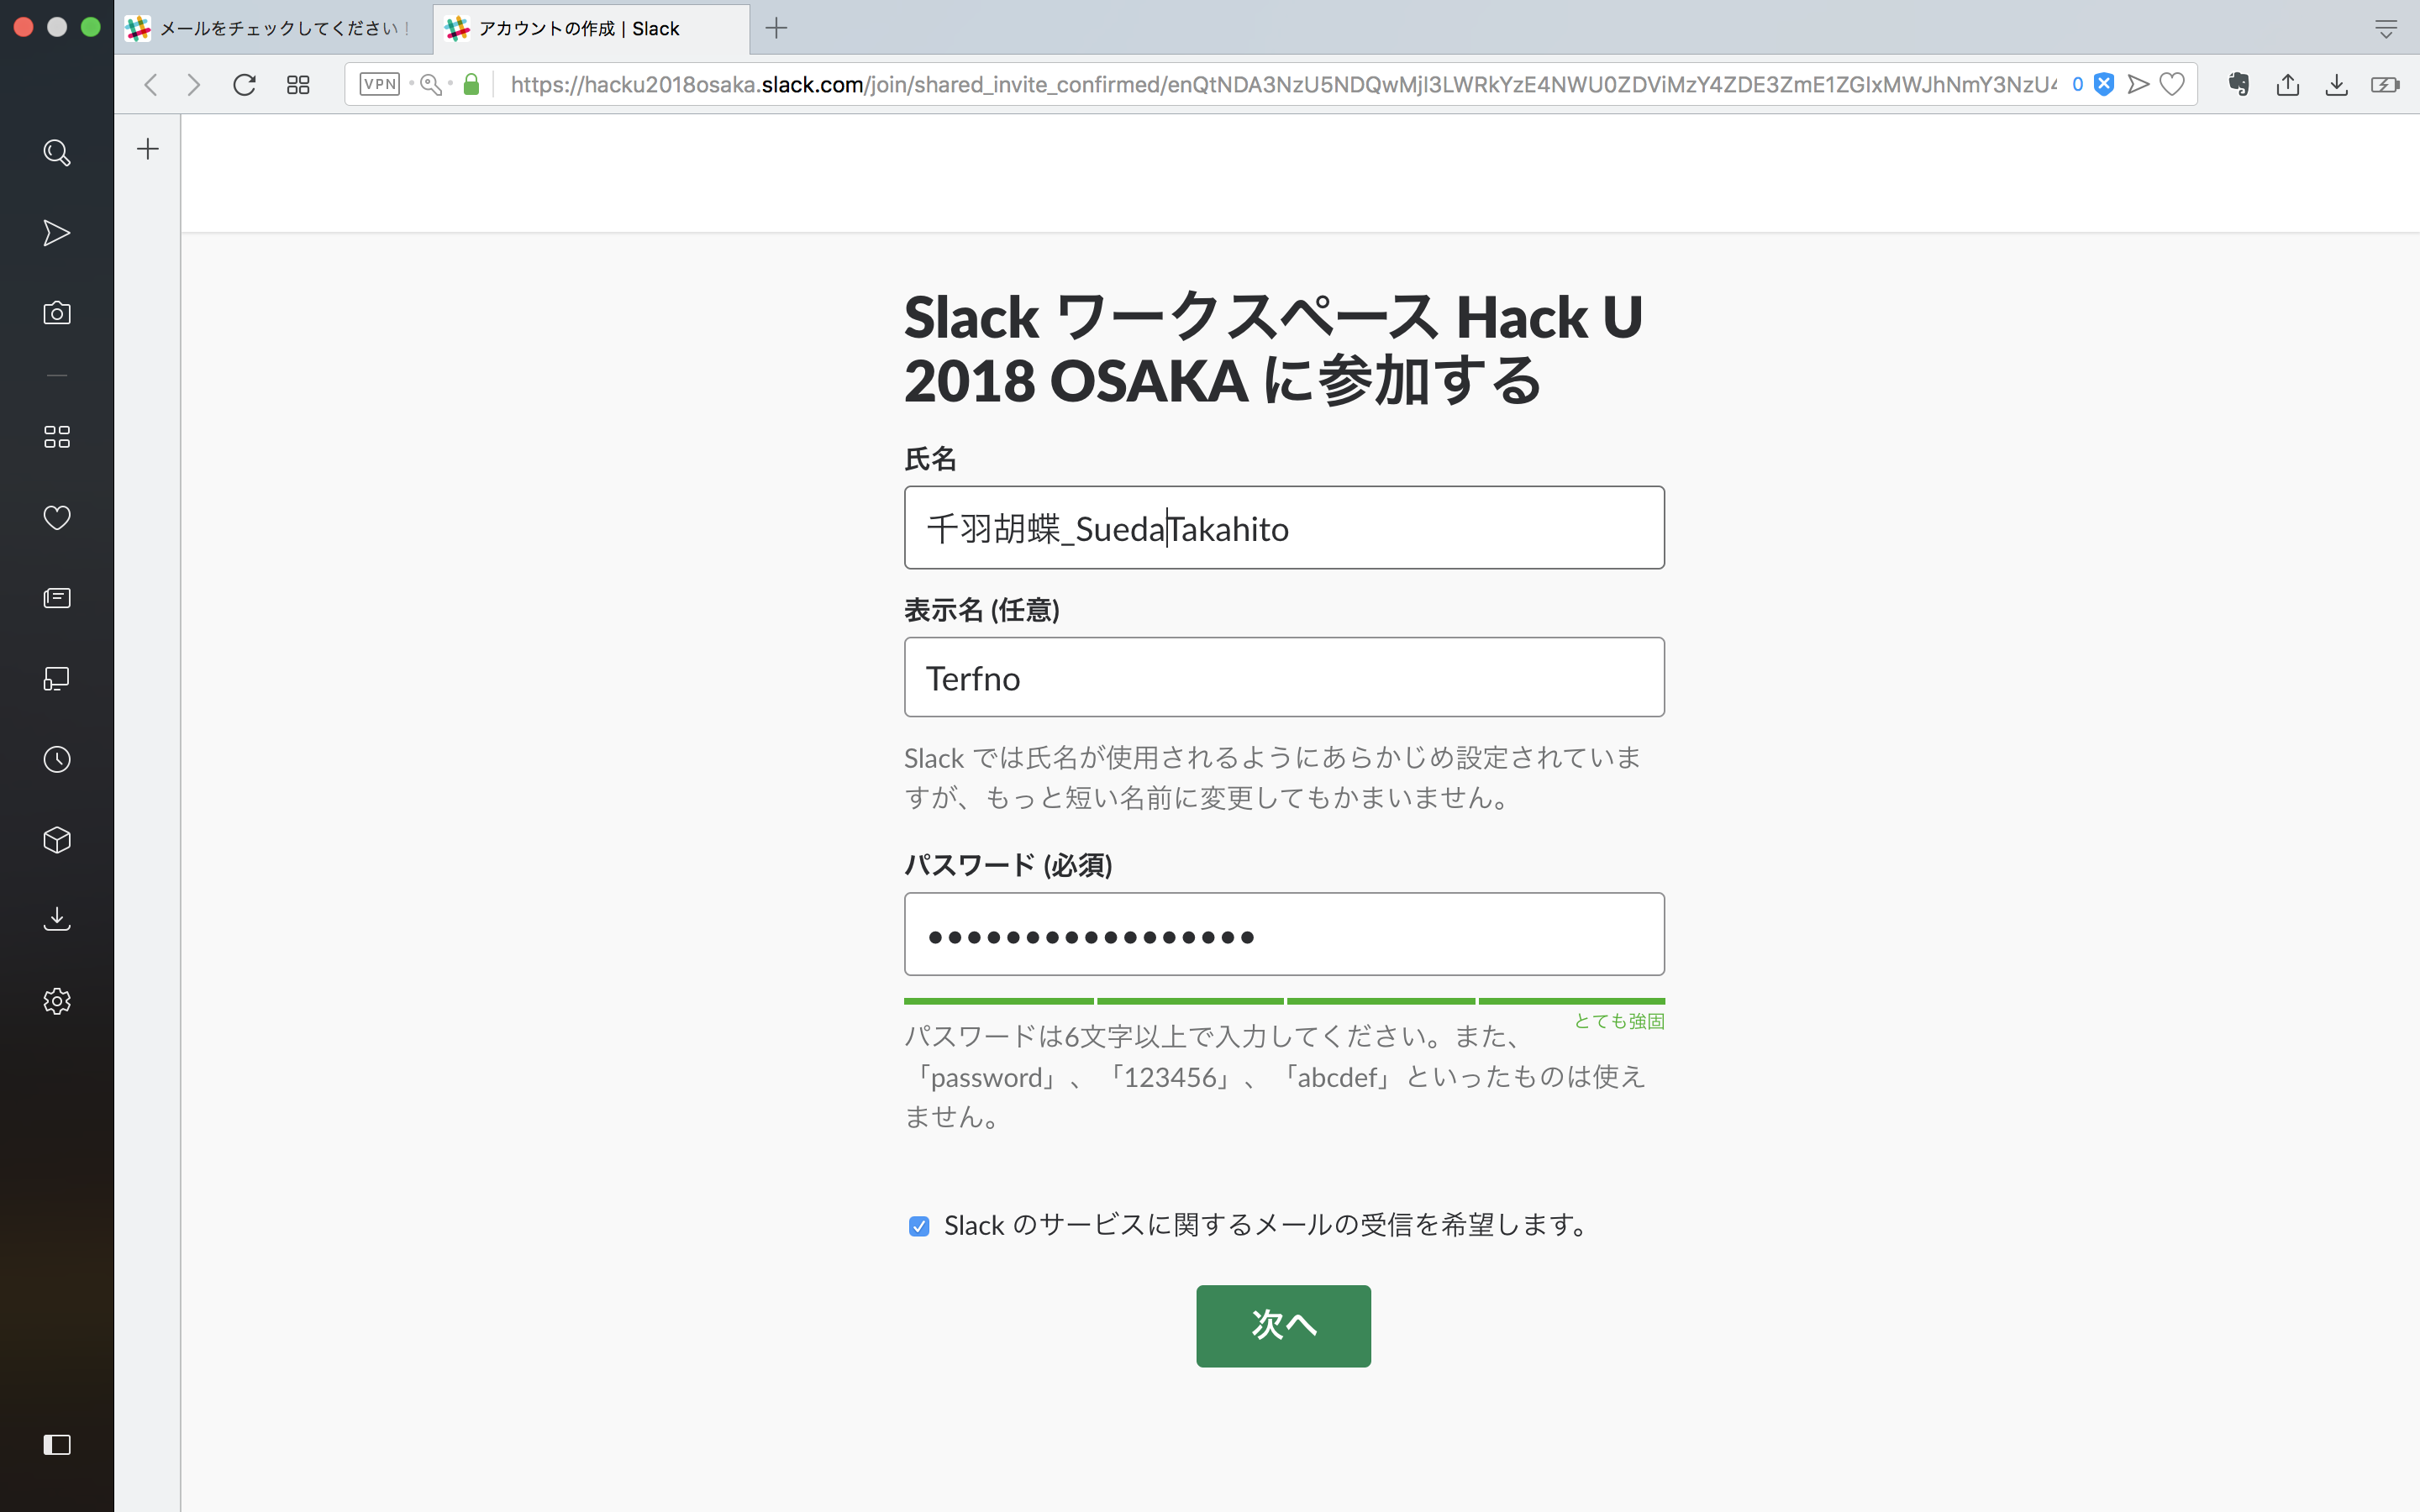 メールをチェックしてください!
アカウントの作成 | Slack
VPN
https://hacku2018osaka.slack.com/join/shared_invite_confirmed/
0
Slack ワークスペース Hack U
2018 OSAKA に参加する
氏名
千羽胡蝶_SuedaTakahito
表示名 (任意)
Terfno
Slack では氏名が使用されるようにあらかじめ設定されていま
すが、もっと短い名前に変更してもかまいません。
パスワード (必須)
•••••••••••••••••
とても強固
パスワードは6文字以上で入力してください。また、
「password」、「123456」、「abcdef」といったものは使え
ません。
Slack のサービスに関するメールの受信を希望します。
次へ